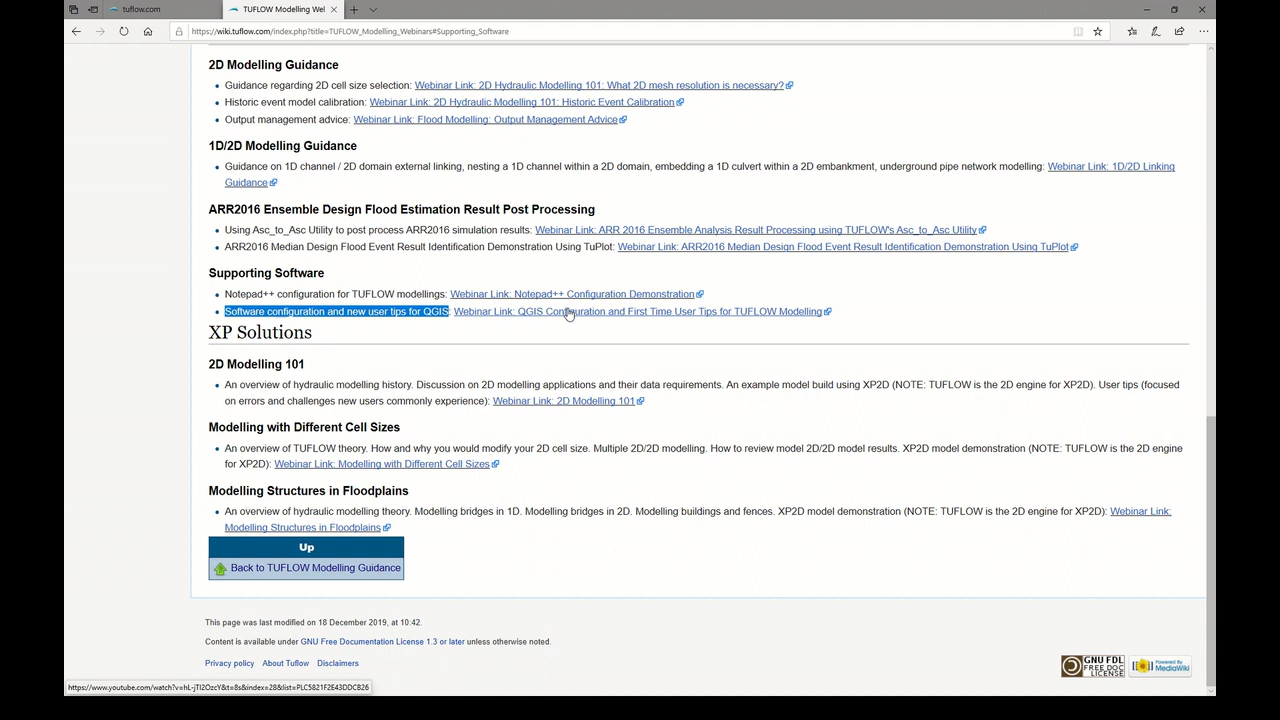 tuflow.com
TUFLOW Modelling Wel
https://wiki.tuflow.com/index.php?title=TUFLOW_Modelling_Webinars#Supporting_Software
2D Modelling Guidance
Guidance regarding 2D cell size selection: Webinar Link: 2D Hydraulic Modelling 101: What 2D mesh resolution is necessary?
Historic event model calibration: Webinar Link: 2D Hydraulic Modelling 101: Historic Event Calibration
Output management advice: Webinar Link: Flood Modelling: Output Management Advice
1D/2D Modelling Guidance
Guidance on 1D channel / 2D domain external linking, nesting a 1D channel within a 2D domain, embedding a 1D culvert within a 2D embankment, underground pipe network modelling: Webinar Link: 1D/2D Linking
Guidance
ARR2016 Ensemble Design Flood Estimation Result Post Processing
Using Asc_to_Asc Utility to post process ARR2016 simulation results: Webinar Link: ARR 2016 Ensemble Analysis Result Processing using TUFLOW's Asc_to_Asc Utility
ARR2016 Median Design Flood Event Result Identification Demonstration Using TuPlot: Webinar Link: ARR2016 Median Design Flood Event Result Identification Demonstration Using TuPlot
Supporting Software
Notepad++ configuration for TUFLOW modellings: Webinar Link: Notepad++ Configuration Demonstration
Software configuration and new user tips for QGIS: Webinar Link: QGIS Configuration and First Time User Tips for TUFLOW Modelling
XP Solutions
2D Modelling 101
An overview of hydraulic modelling history. Discussion on 2D modelling applications and their data requirements. An example model build using XP2D (NOTE: TUFLOW is the 2D engine for XP2D). User tips (focused
on errors and challenges new users commonly experience): Webinar Link: 2D Modelling 101
Modelling with Different Cell Sizes
An overview of TUFLOW theory. How and why you would modify your 2D cell size. Multiple 2D/2D modelling. How to review model 2D/2D model results. XP2D model demonstration (NOTE: TUFLOW is the 2D engine
for XP2D): Webinar Link: Modelling with Different Cell Sizes
Modelling Structures in Floodplains
An overview of hydraulic modelling theory. Modelling bridges in 1D. Modelling bridges in 2D. Modelling buildings and fences. XP2D model demonstration (NOTE: TUFLOW is the 2D engine for XP2D): Webinar Link:
Modelling Structures in Floodplains
Up
Back to TUFLOW Modelling Guidance
This page was last modified on 18 December 2019, at 10:42.
Content is available under GNU Free Documentation License 1.3 or later unless otherwise noted.
Privacy policy About Tuflow Disclaimers
GNU FDL
FREE DOC
LICENSE
Powered By
MediaWiki
https://www.youtube.com/watch?v=hL-jTI2OzcY&t=8s&index=28&list=PLC5821F2E43DDCB26